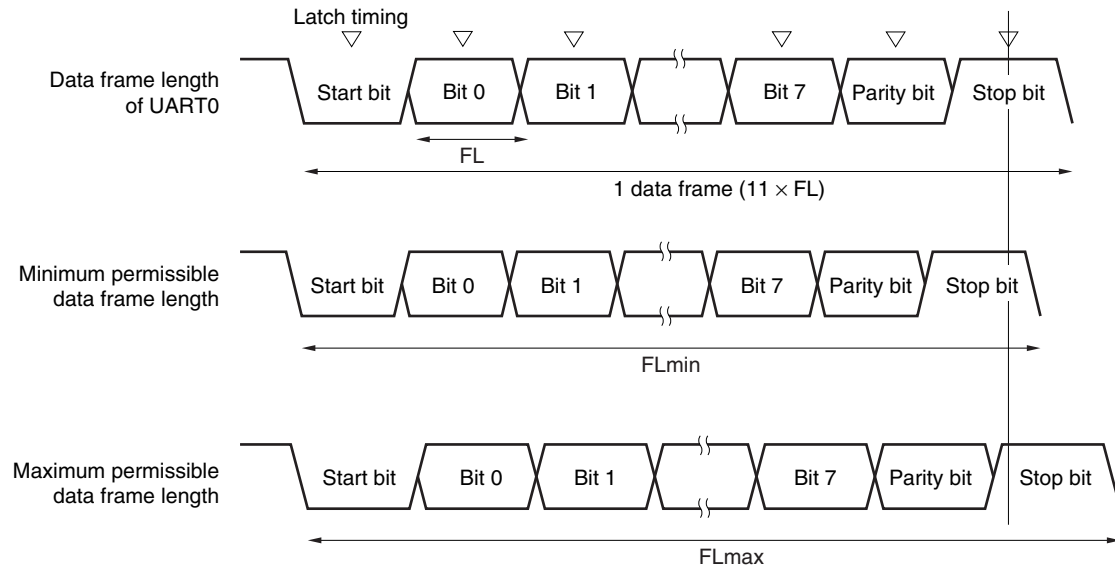 Latch timing
Data frame length
of UART0
Start bit
Bit 0
Bit 1
Bit 7
Parity bit
Stop bit
FL
1 data frame (11 × FL)
Minimum permissible
data frame length
Start bit
Bit 0
Bit 1
Bit 7
Parity bit
Stop bit
FLmin
Maximum permissible
data frame length
Start bit
Bit 0
Bit 1
Bit 7
Parity bit
Stop bit
FLmax